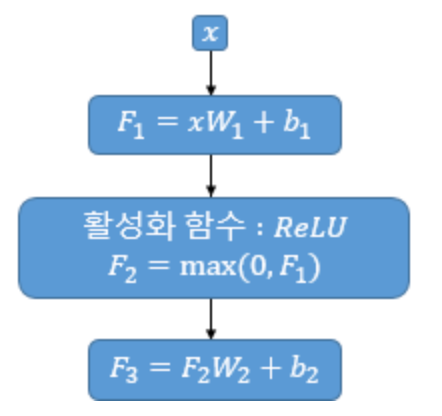 x
F₁ = xW₁ + b₁
활성화 함수 : ReLU
F₂ = max(0, F₁)
F₃ = F₂W₂ + b₂